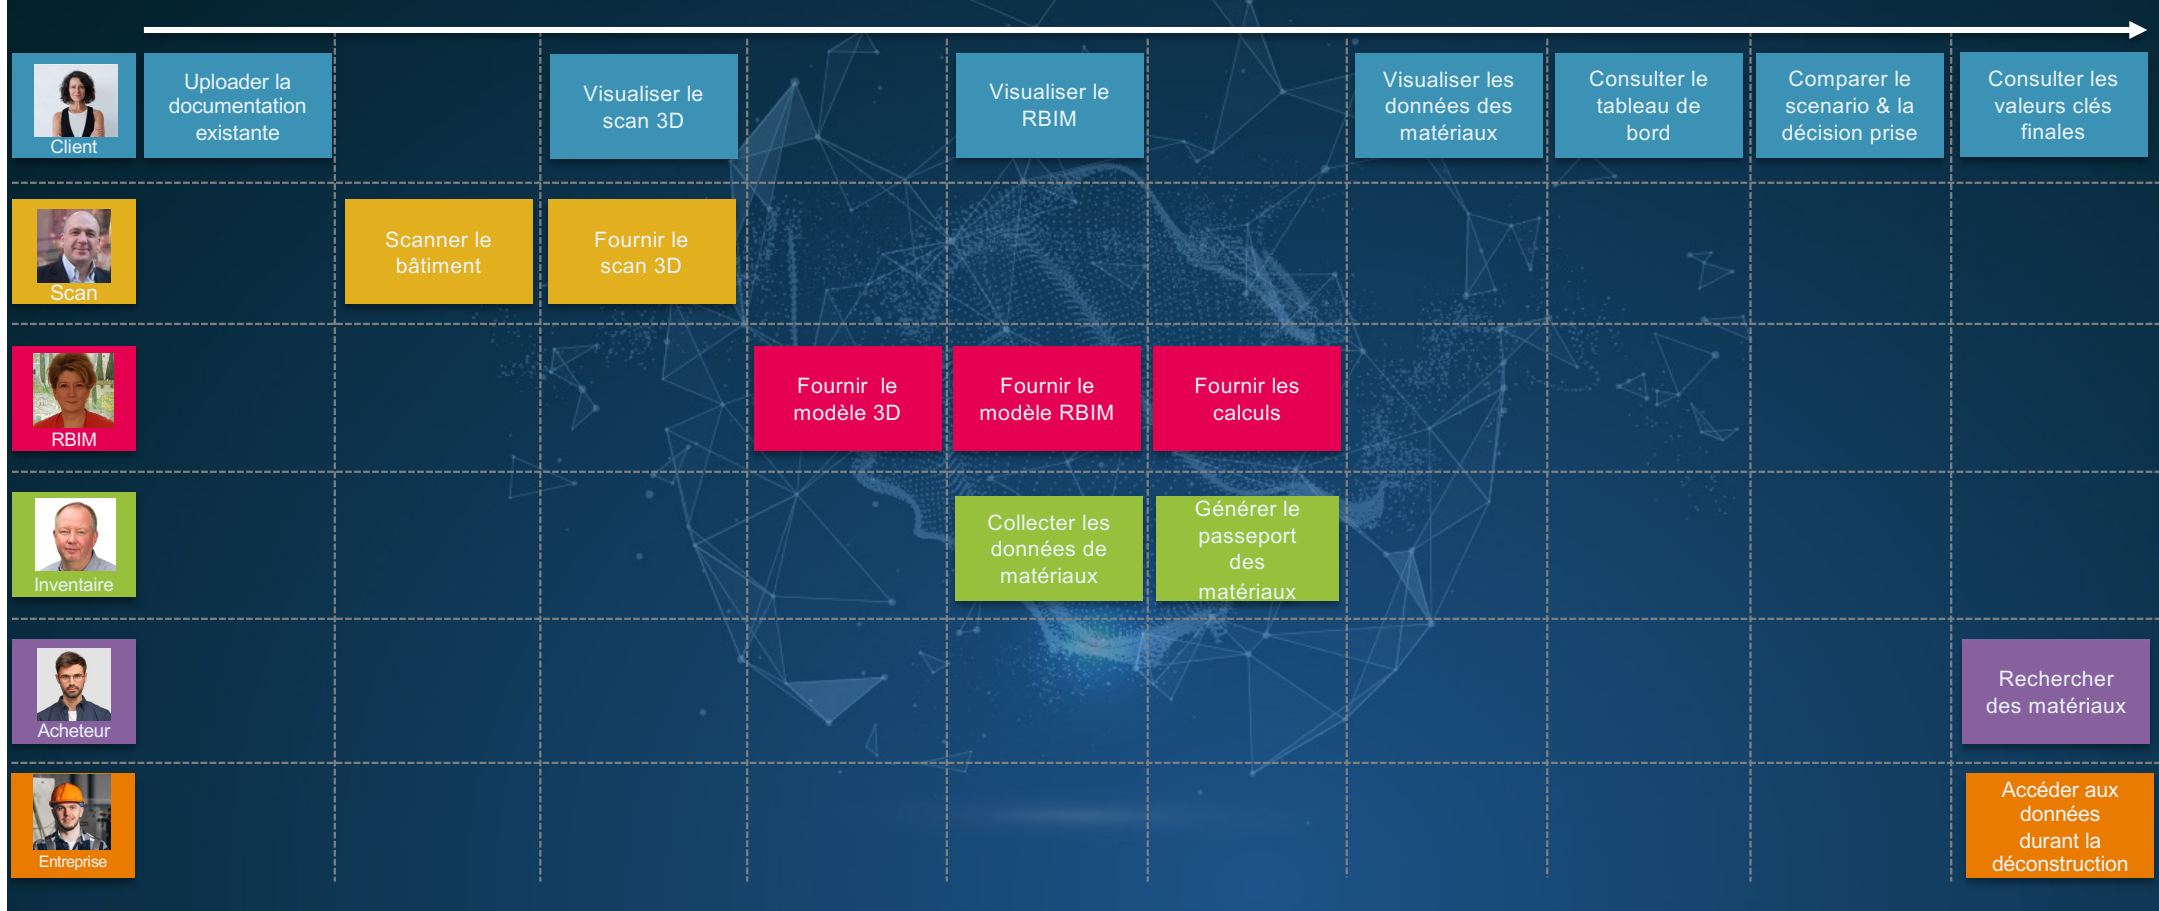 Client
Uploader la
documentation
existante
Visualiser le
scan 3D
Visualiser le
RBIM
Visualiser les
données des
matériaux
Consulter le
tableau de
bord
Comparer le
scenario & la
décision prise
Consulter les
valeurs clés
finales
Scan
Scanner le
bâtiment
Fournir le
scan 3D
RBIM
Fournir le
modèle 3D
Fournir le
modèle RBIM
Fournir les
calculs
Inventaire
Collecter les
données de
matériaux
Générer le
passeport
des
matériaux
Acheteur
Rechercher
des matériaux
Entreprise
Accéder aux
données
durant la
déconstruction